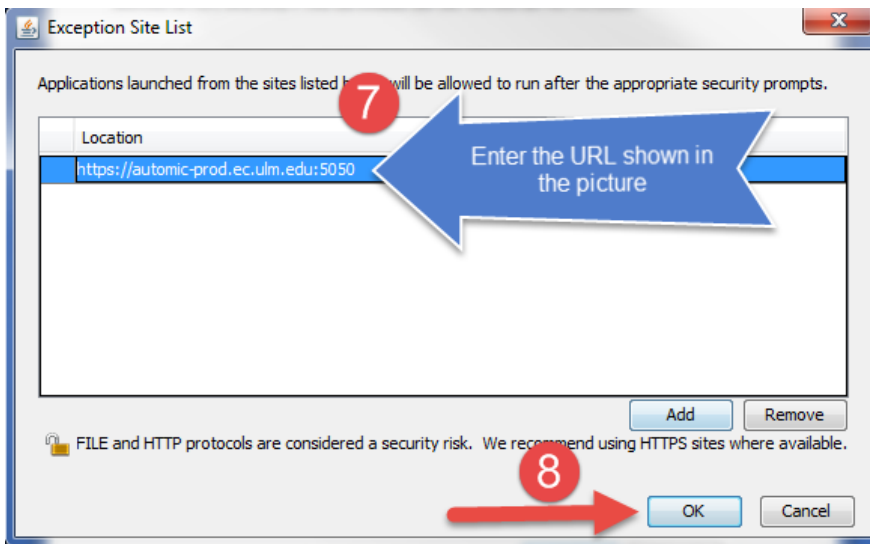 Exception Site List
X
Applications launched from the sites listed will be allowed to run after the appropriate security prompts.
7
Location
https://automic-prod.ec.ulm.edu:5050
Enter the URL shown in
the picture
Add
Remove
FILE and HTTP protocols are considered a security risk. We recommend using HTTPS sites where available.
8
OK
Cancel